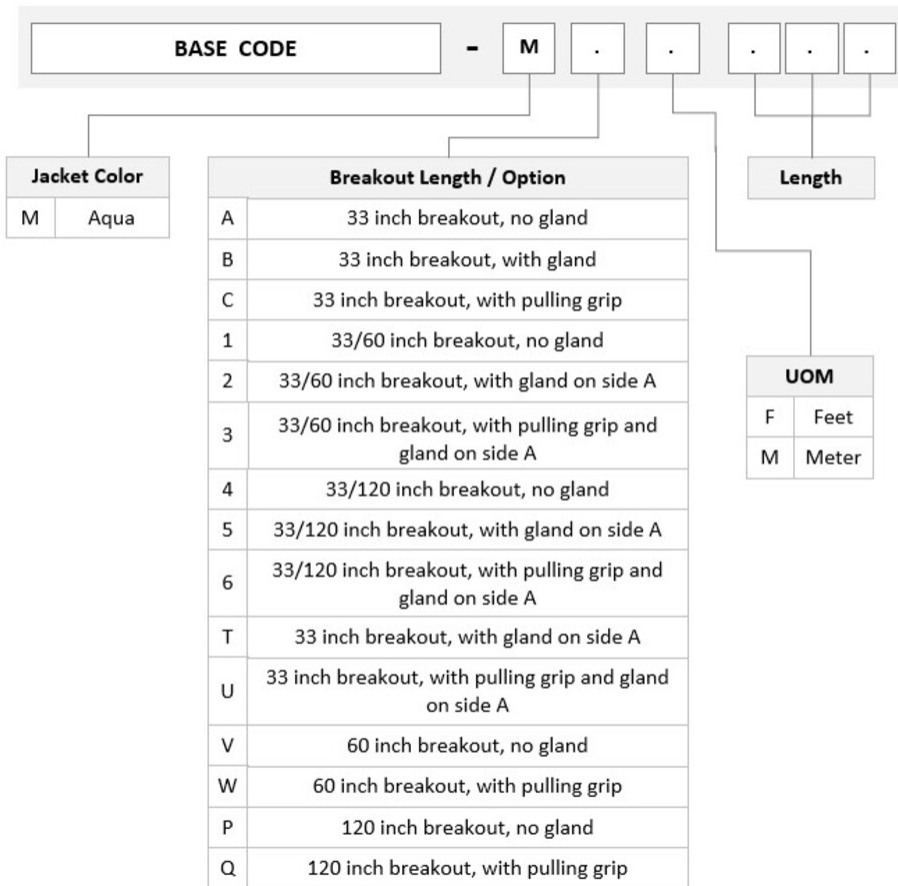 BASE CODE - M . . . . .
Jacket Color
M Aqua
Breakout Length / Option
A 33 inch breakout, no gland
B 33 inch breakout, with gland
C 33 inch breakout, with pulling grip
1 33/60 inch breakout, no gland
2 33/60 inch breakout, with gland on side A
3 33/60 inch breakout, with pulling grip and
gland on side A
4 33/120 inch breakout, no gland
5 33/120 inch breakout, with gland on side A
6 33/120 inch breakout, with pulling grip and
gland on side A
T 33 inch breakout, with gland on side A
U 33 inch breakout, with pulling grip and gland
on side A
V 60 inch breakout, no gland
W 60 inch breakout, with pulling grip
P 120 inch breakout, no gland
Q 120 inch breakout, with pulling grip
Length
UOM
F Feet
M Meter